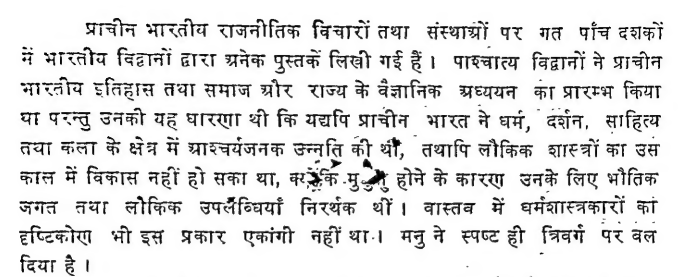 प्राचीन भारतीय राजनीतिक विचारों तथा संस्थाओं पर गत पाँच दशकों
में भारतीय विद्वानों द्वारा अनेक पुस्तकें लिखी गई हैं । पाश्चात्य विद्वानों ने प्राचीन
भारतीय इतिहास तथा समाज और राज्य के वैज्ञानिक अध्ययन का प्रारम्भ किया
था परन्तु उनकी यह धारणा थी कि यद्यपि प्राचीन भारत ने धर्म, दर्शन, साहित्य
तथा कला के क्षेत्र में आश्चर्यजनक उन्नति की थी, तथापि लौकिक शास्त्रों का उस
काल में विकास नहीं हो सका था, होने के कारण उनके लिए भौतिक
जगत तथा लौकिक उपलब्धियाँ निरर्थक थीं । वास्तव में धर्मशास्त्रकारों का
दृष्टिकोण भी इस प्रकार एकांगी नहीं था । मनु ने स्पष्ट ही त्रिवर्ग पर बल
दिया है ।